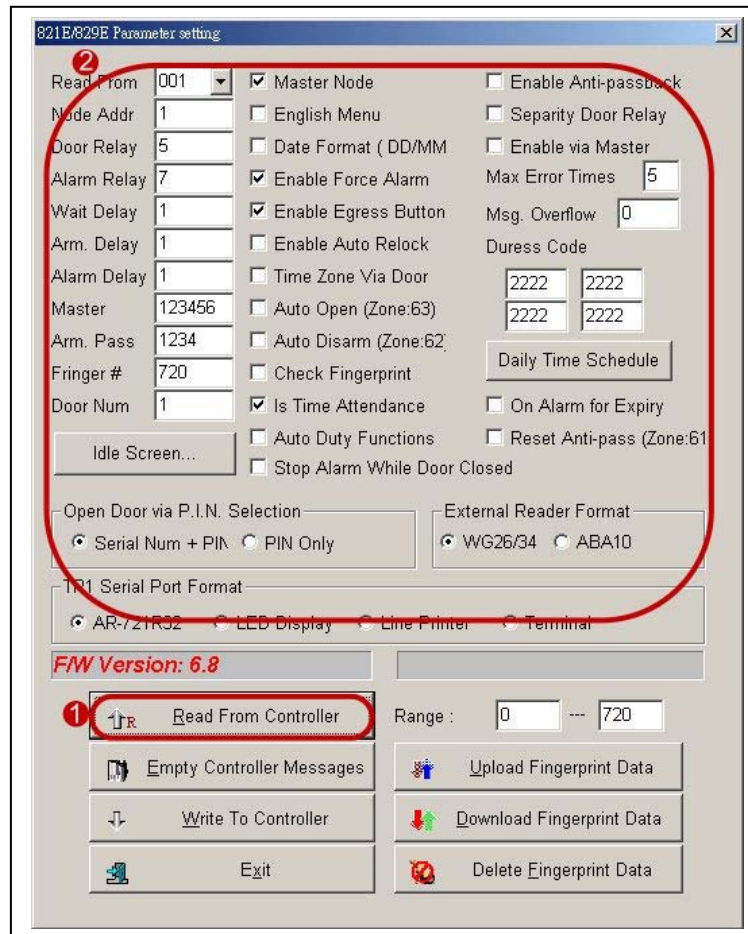 821E/829E Parameter setting
2
Read From 001 Master Node Enable Anti-passback
Node Addr 1 English Menu Separity Door Relay
Door Relay 5 Date Format ( DD/MM Enable via Master
Alarm Relay 7 Enable Force Alarm Max Error Times 5
Wait Delay 1 Enable Egress Button Msg. Overflow 0
Arm. Delay 1 Enable Auto Relock Duress Code
Alarm Delay 1 Time Zone Via Door 2222 2222
Master 123456 Auto Open (Zone:63) 2222 2222
Arm. Pass 1234 Auto Disarm (Zone:62)
Daily Time Schedule
Fringer # 720 Check Fingerprint
Door Num 1 Is Time Attendance On Alarm for Expiry
Idle Screen... Auto Duty Functions Reset Anti-pass (Zone:61
Stop Alarm While Door Closed
Open Door via P.I.N. Selection External Reader Format
Serial Num + PIN PIN Only WG26/34 ABA10
TP1 Serial Port Format
AR-721R32 LED Display Line Printer Terminal
F/W Version: 6.8
1 R Read From Controller Range : 0 --- 720
Empty Controller Messages Upload Fingerprint Data
Write To Controller Download Fingerprint Data
Exit Delete Fingerprint Data